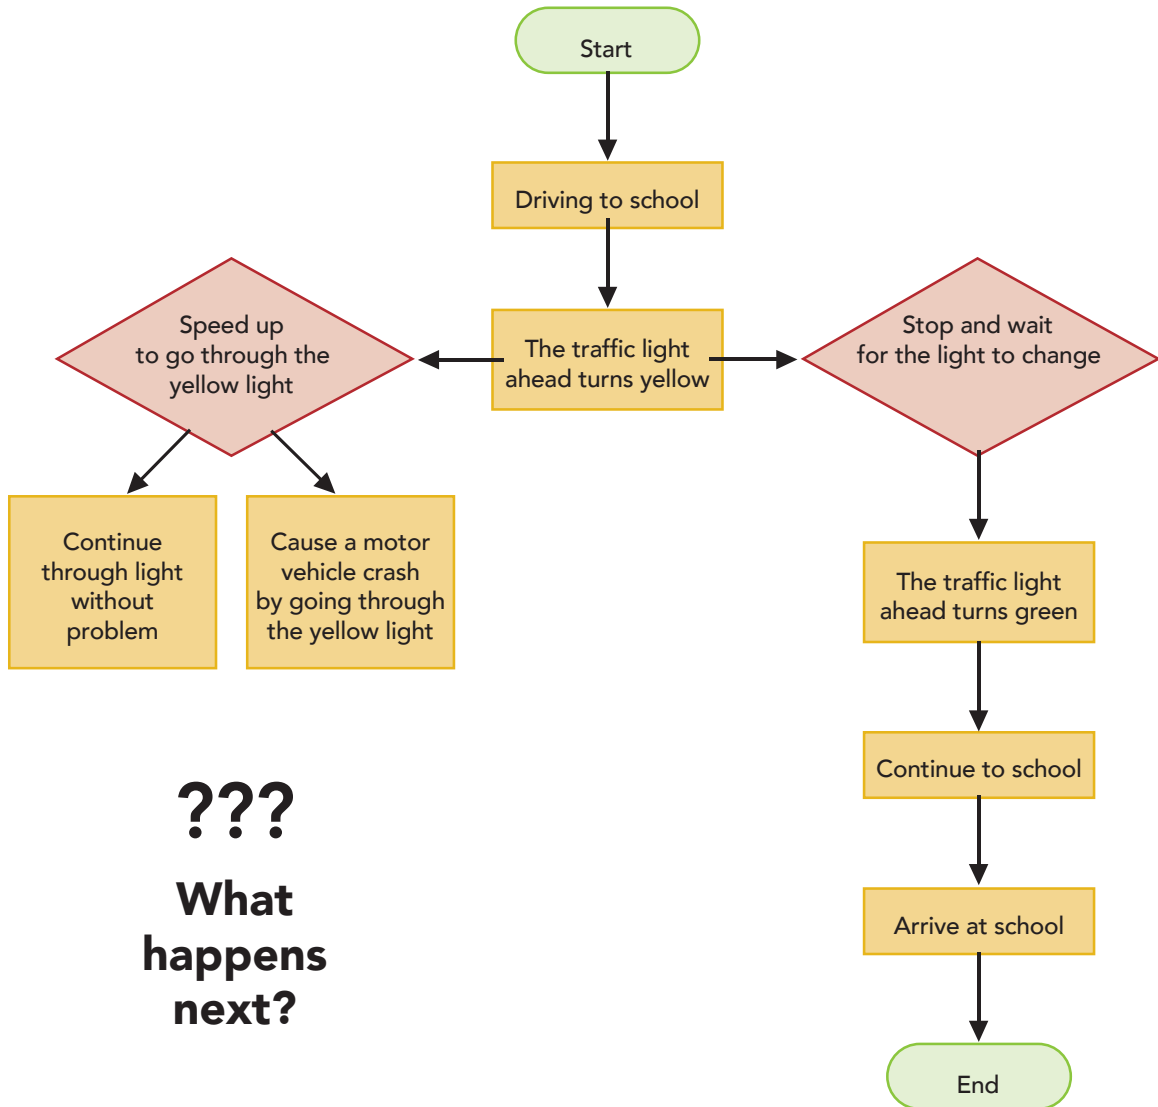 Start
Driving to school
Speed up
to go through the
yellow light
The traffic light
ahead turns yellow
Stop and wait
for the light to change
Continue
through light
without
problem
Cause a motor
vehicle crash
by going through
the yellow light
The traffic light
ahead turns green
Continue to school
Arrive at school
End
???
What
happens
next?